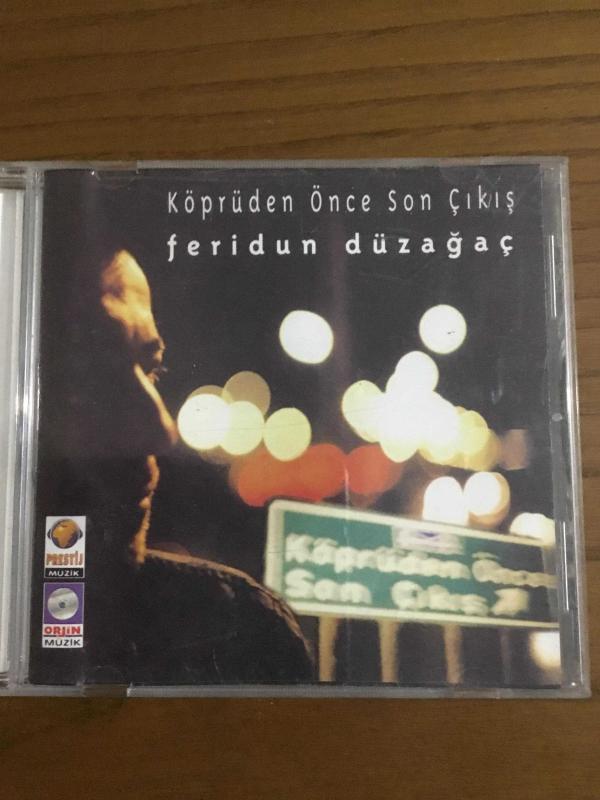 Köprüden Önce Son Çıkış
feridun düzağaç
Köprüden Önce
Son Çıkış
PRESTİJ
MÜZİK
ORJİN
MÜZİK